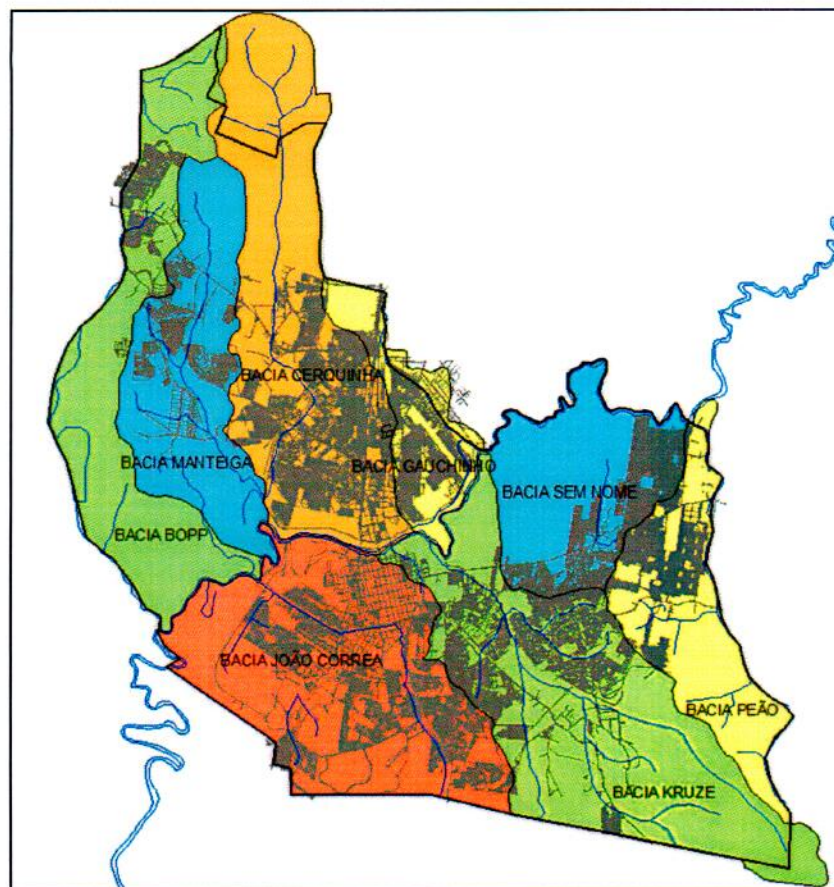 BACIA CERQUINHA
BACIA MANTEIGA
BACIA GAUCHINHO
BACIA SEM NOME
BACIA BOPP
BACIA JOÃO CORREA
BACIA PEÃO
BACIA KRUZE